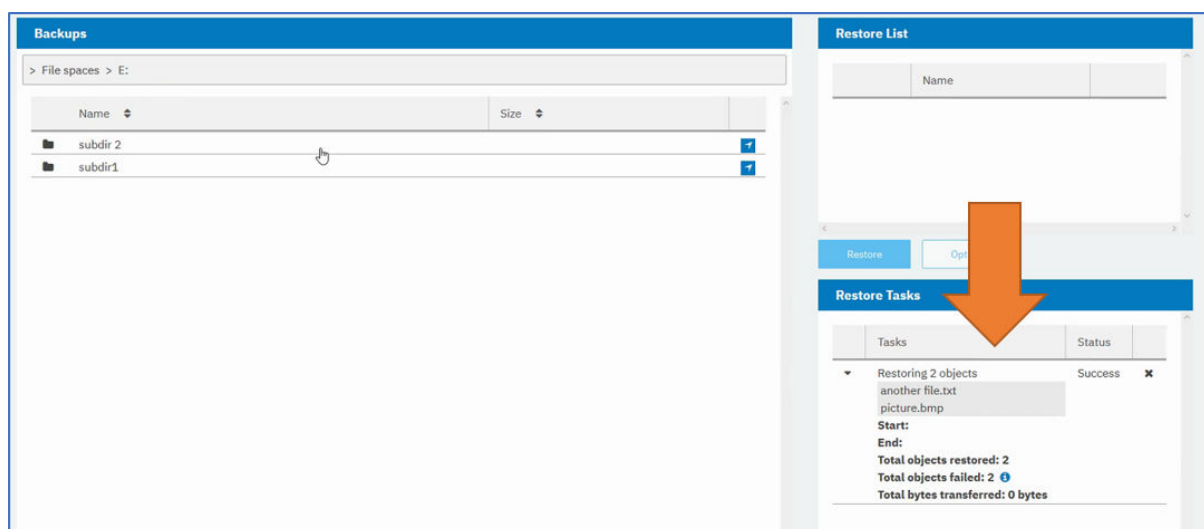 Backups
> File spaces > E:
Name Size
subdir 2
subdir1
Restore List
Name
Restore Opt
Restore Tasks
Tasks Status
Restoring 2 objects Success
another file.txt
picture.bmp
Start:
End:
Total objects restored: 2
Total objects failed: 2
Total bytes transferred: 0 bytes